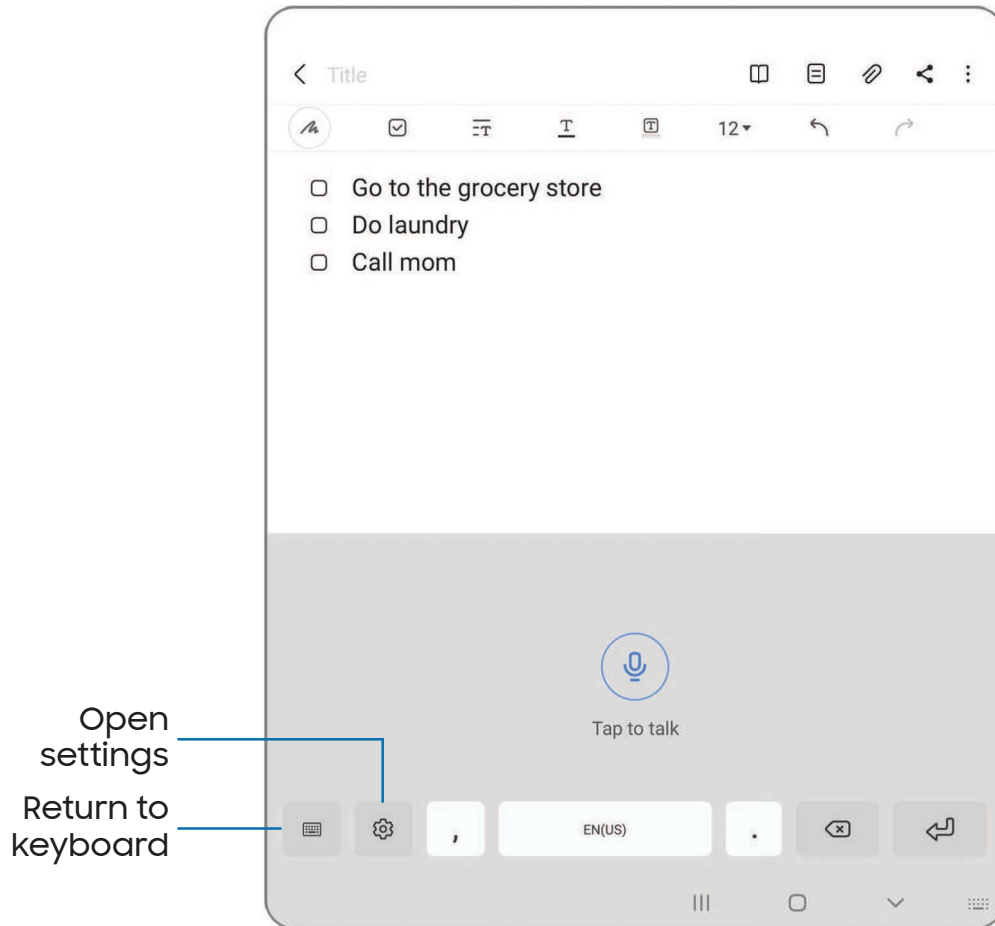 Title
12
Go to the grocery store
Do laundry
Call mom
Tap to talk
Open
settings
Return to
keyboard
, EN(US) .